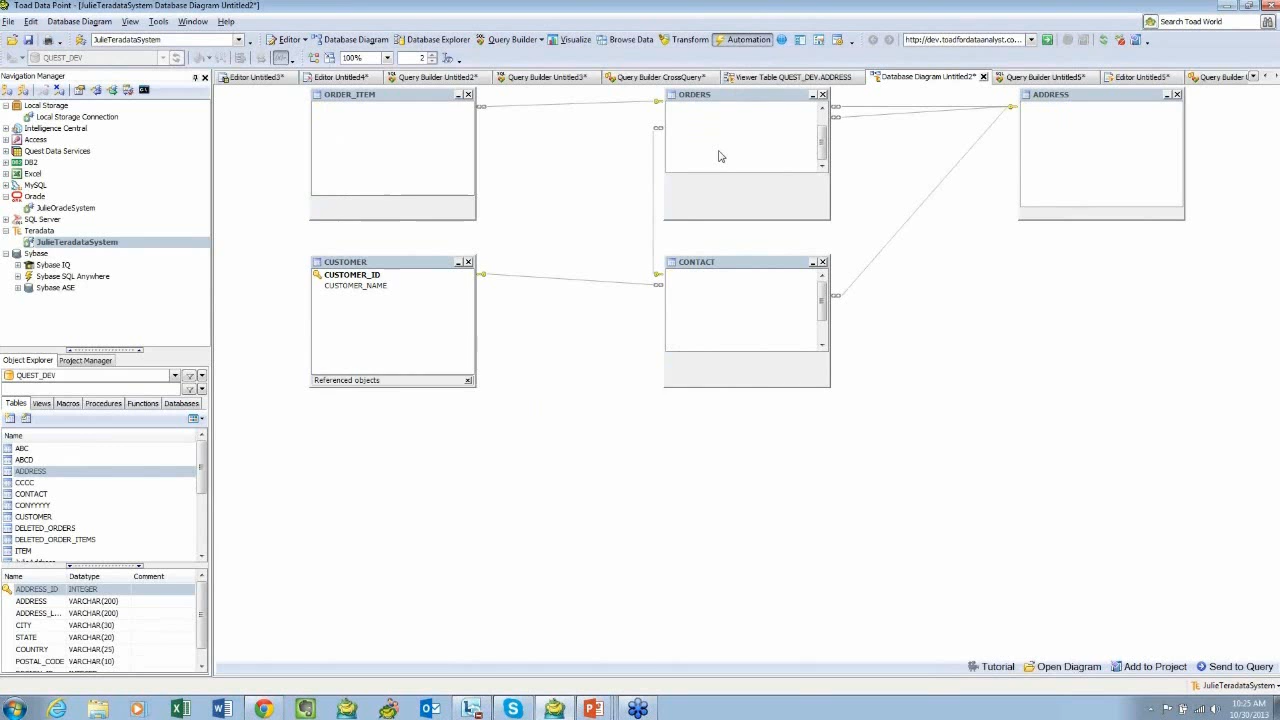 Toad Data Point - [JulieTeradataSystem Database Diagram Untitled2*]
File Edit Database Diagram View Tools Window Help
Search Toad World
JulieTeradataSystem Editor Database Diagram Database Explorer Query Builder Visualize Browse Data Transform Automation http://dev.toadfordataanalyst.co...
QUEST_DEV 100% 2
Navigation Manager
Editor Untitled3* Editor Untitled4* Query Builder Untitled2* Query Builder Untitled3* Query Builder CrossQuery* Viewer Table QUEST_DEV.ADDRESS Database Diagram Untitled2* Query Builder Untitled5* Editor Untitled5* Query Builder
Local Storage
Local Storage Connection
Intelligence Central
Access
Quest Data Services
DB2
Excel
MySQL
Oracle
JulieOracleSystem
SQL Server
Teradata
JulieTeradataSystem
Sybase
Sybase IQ
Sybase SQL Anywhere
Sybase ASE
Object Explorer Project Manager
QUEST_DEV
Tables Views Macros Procedures Functions Databases
Name
ABC
ABCD
ADDRESS
CCCC
CONTACT
CONYYYYY
CUSTOMER
DELETED_ORDERS
DELETED_ORDER_ITEMS
ITEM
Name Datatype Comment
ADDRESS_ID INTEGER
ADDRESS VARCHAR(200)
ADDRESS_L... VARCHAR(200)
CITY VARCHAR(30)
STATE VARCHAR(20)
COUNTRY VARCHAR(25)
POSTAL_CODE VARCHAR(10)
ORDER_ITEM
ORDERS
ADDRESS
CUSTOMER
CUSTOMER_ID
CUSTOMER_NAME
Referenced objects
CONTACT
Tutorial Open Diagram Add to Project Send to Query
JulieTeradataSystem
10:25 AM
10/30/2013